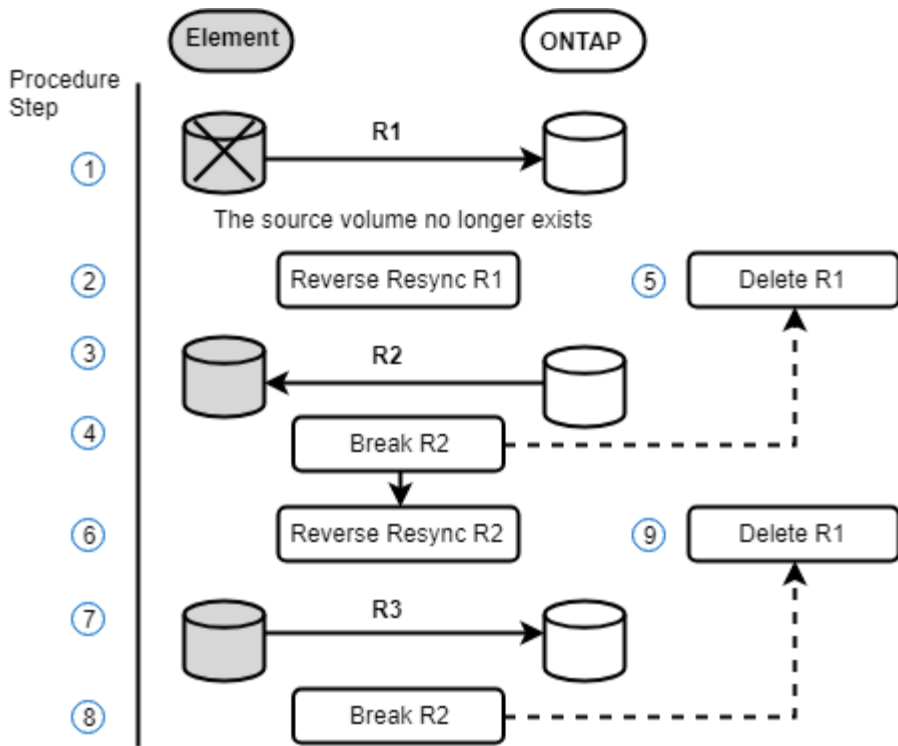 Element
ONTAP
Procedure
Step
R1
1
The source volume no longer exists
2
Reverse Resync R1
5
Delete R1
3
R2
4
Break R2
6
Reverse Resync R2
9
Delete R1
7
R3
8
Break R2